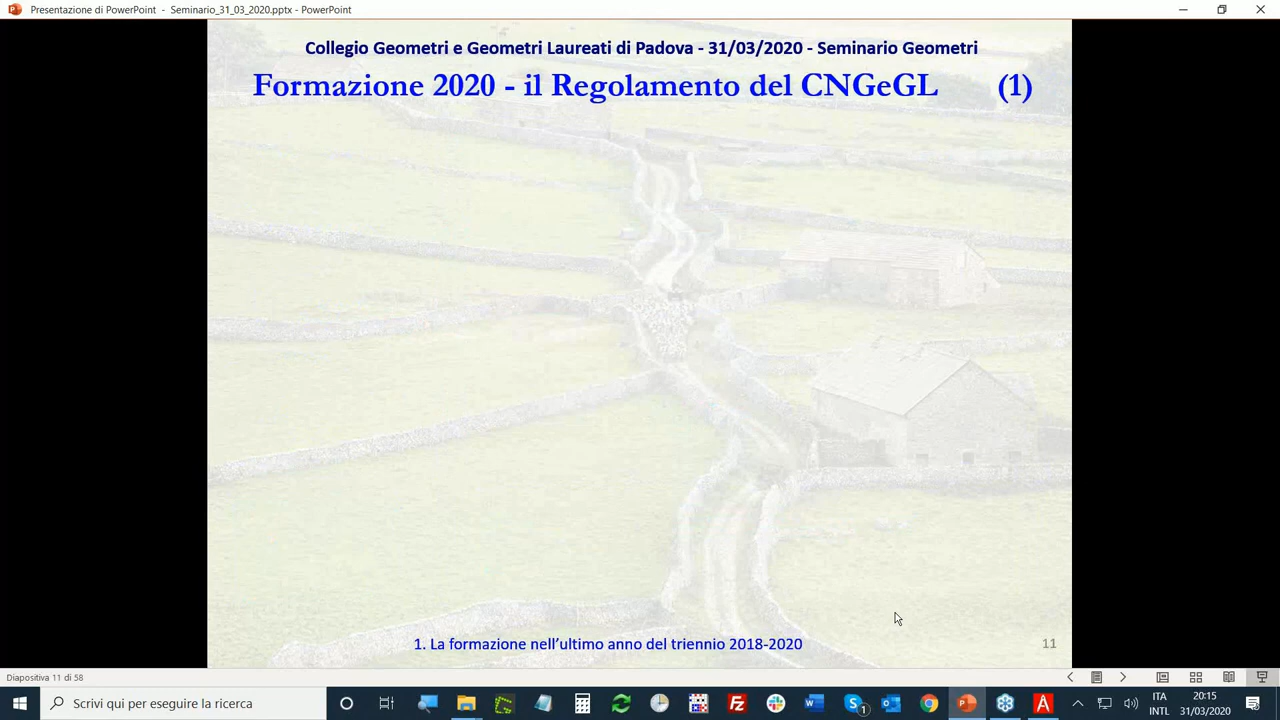 Presentazione di PowerPoint - Seminario_31_03_2020.pptx - PowerPoint
Collegio Geometri e Geometri Laureati di Padova - 31/03/2020 - Seminario Geometri
Formazione 2020 - il Regolamento del CNGeGL (1)
1. La formazione nell'ultimo anno del triennio 2018-2020
11
Diapositiva 11 di 58
Scrivi qui per eseguire la ricerca
1
ITA
INTL
20:15
31/03/2020